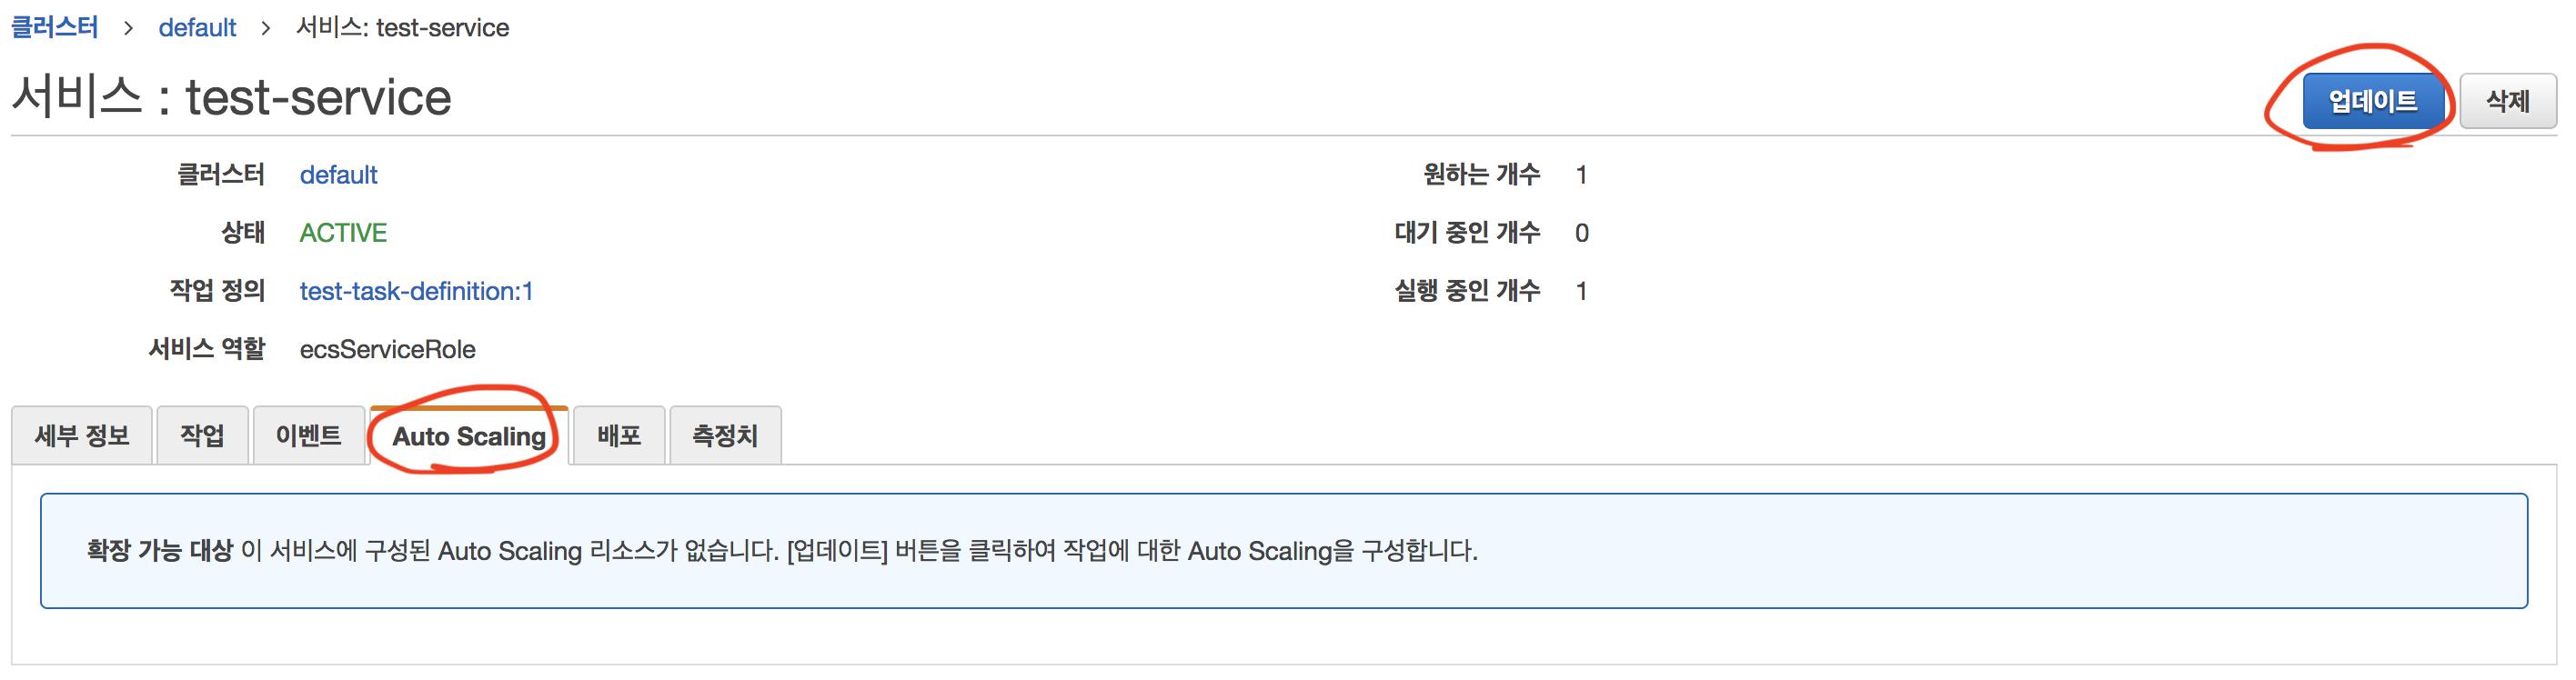 클러스터 > default > 서비스: test-service
서비스 : test-service
업데이트 삭제
클러스터 default 원하는 개수 1
상태 ACTIVE 대기 중인 개수 0
작업 정의 test-task-definition:1 실행 중인 개수 1
서비스 역할 ecsServiceRole
세부 정보 작업 이벤트 Auto Scaling 배포 측정치
확장 가능 대상 이 서비스에 구성된 Auto Scaling 리소스가 없습니다. [업데이트] 버튼을 클릭하여 작업에 대한 Auto Scaling을 구성합니다.